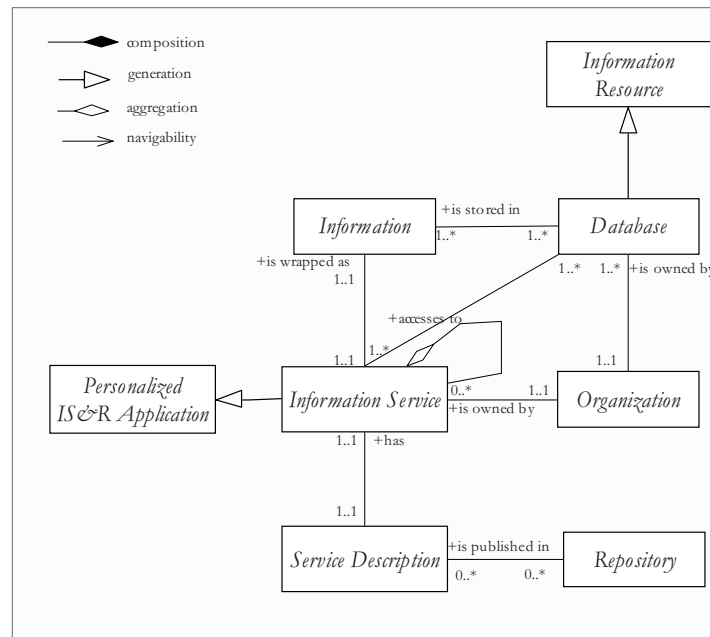 composition
generation
aggregation
navigability
Information
Resource
+is stored in
Information
Database
1..*
1..*
+is wrapped as
1..*
1..*
+is owned by
1..1
+accesses to
1..1
1..*
1..1
Personalized
IS&R Application
Information Service
0..*
1..1
Organization
+is owned by
1..1
+has
1..1
Service Description
+is published in
Repository
0..*
0..*